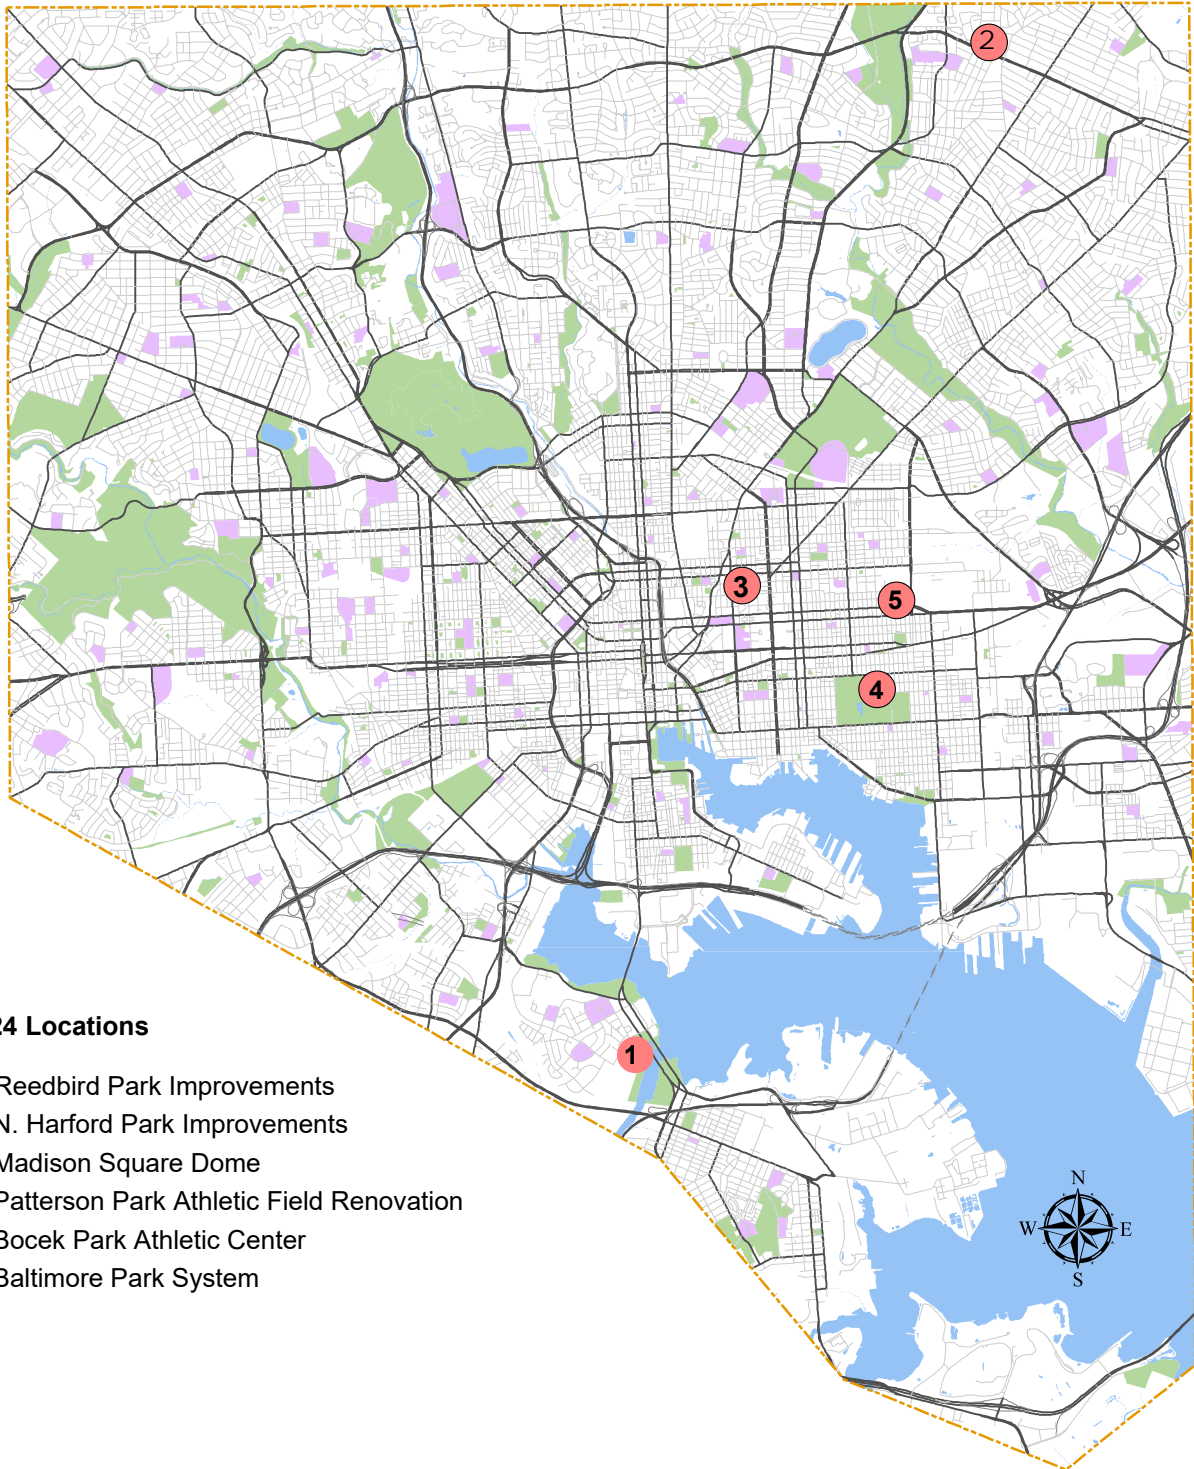 2
3
5
4
24 Locations
1
Reedbird Park Improvements
N. Harford Park Improvements
Madison Square Dome
Patterson Park Athletic Field Renovation
N
W E
S
Bocek Park Athletic Center
Baltimore Park System